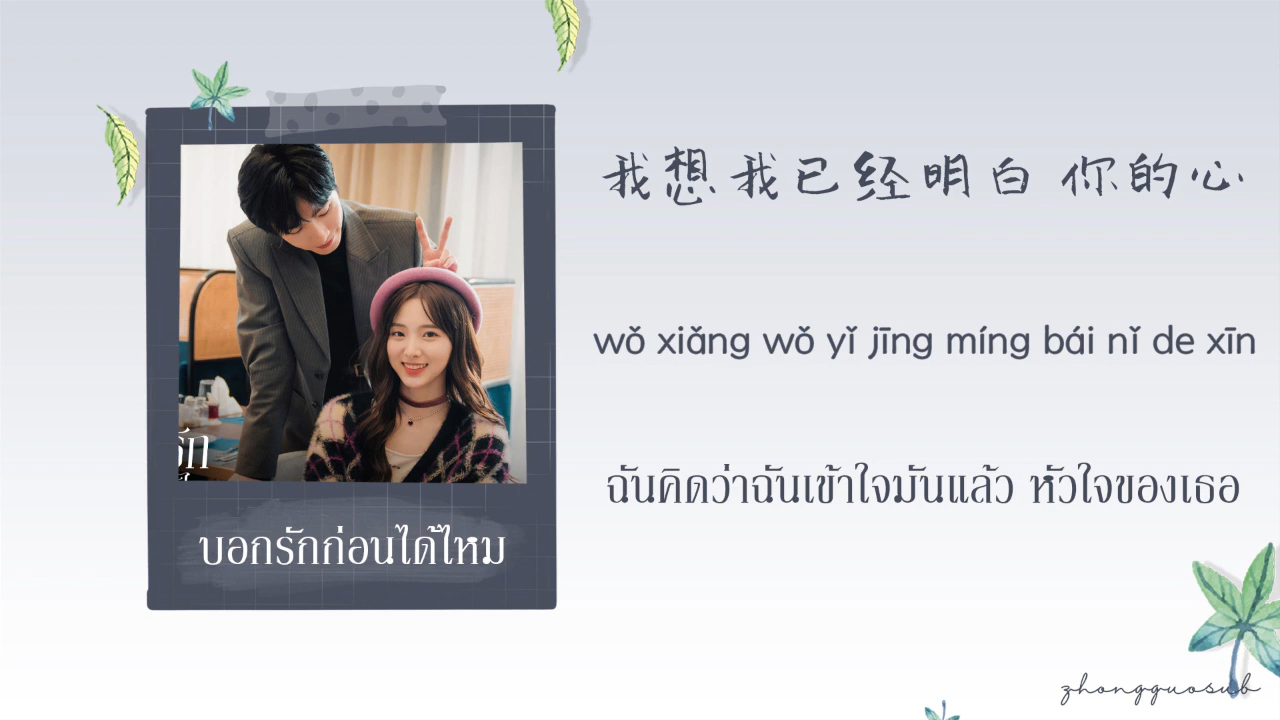 我想我已经明白 你的心
wǒ xiǎng wǒ yǐ jīng míng bái nǐ de xīn
ฉันคิดว่าฉันเข้าใจมันแล้ว หัวใจของเธอ
บอกรักก่อนได้ไหม
zhongguosub